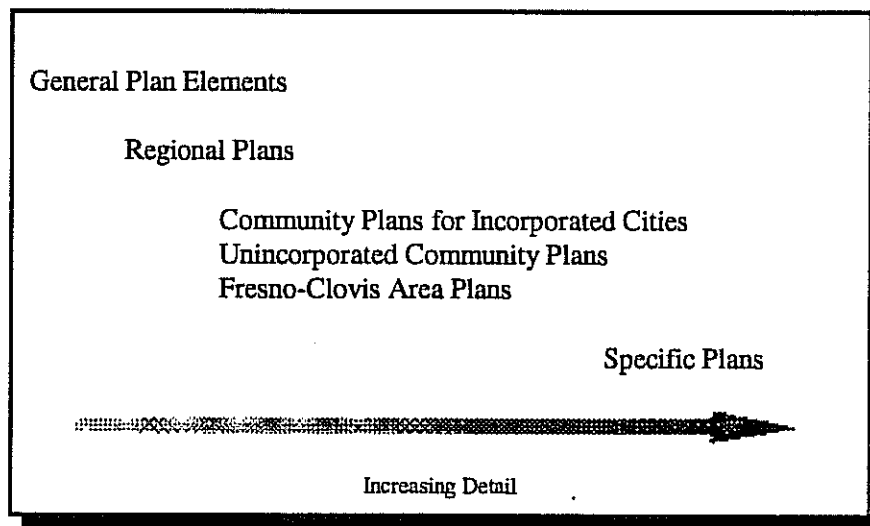 General Plan Elements
Regional Plans
Community Plans for Incorporated Cities
Unincorporated Community Plans
Fresno-Clovis Area Plans
Specific Plans
Increasing Detail